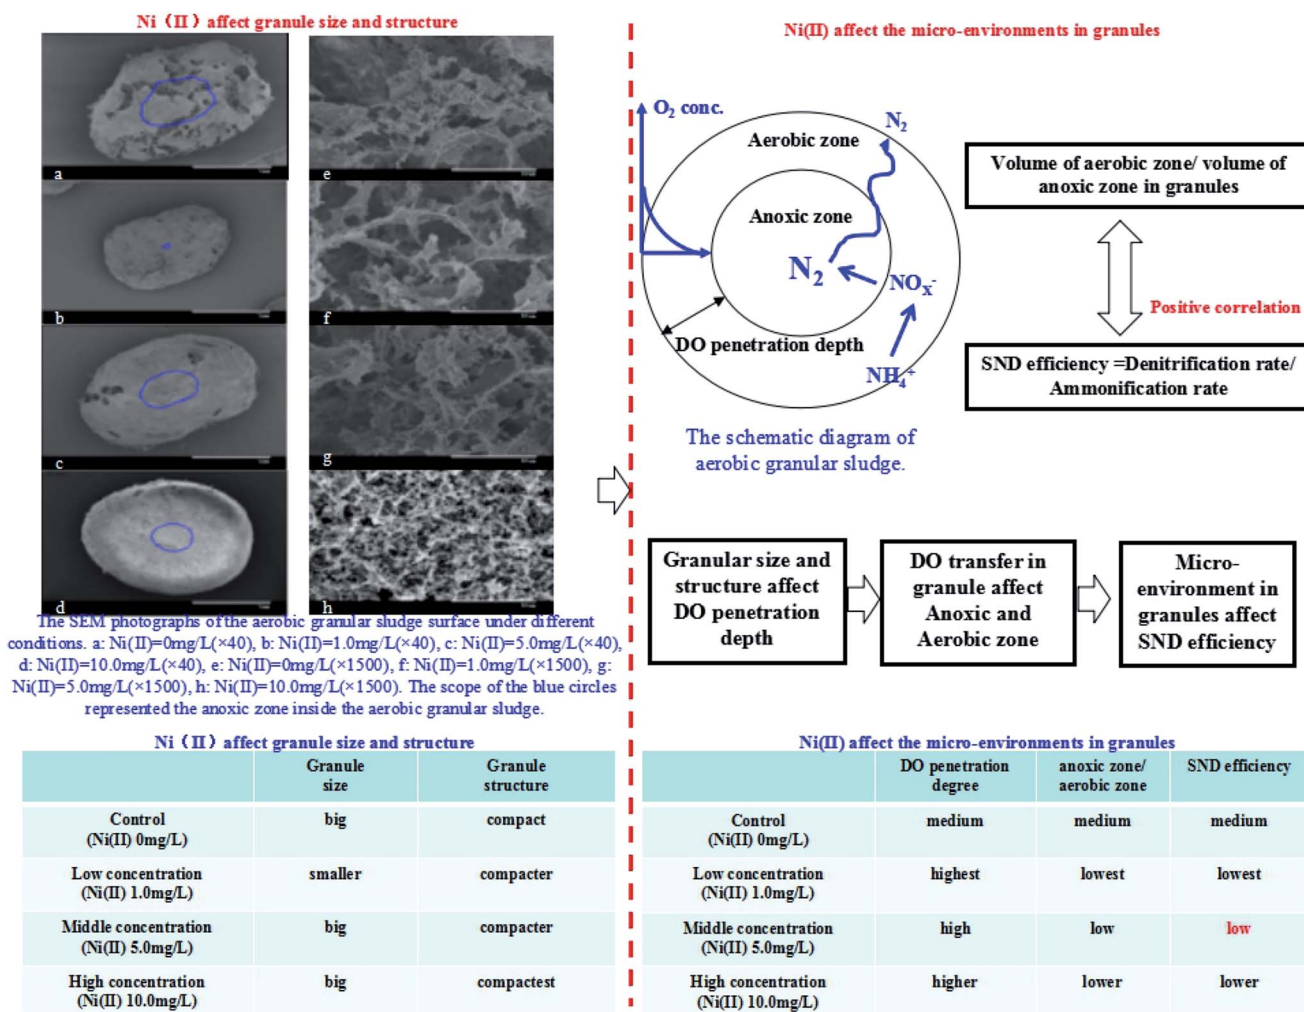 Ni（II）affect granule size and structure
a
e
b
f
c
g
d
h
The SEM photographs of the aerobic granular sludge surface under different
conditions. a: Ni(II)=0mg/L(×40), b: Ni(II)=1.0mg/L(×40), c: Ni(II)=5.0mg/L(×40),
d: Ni(II)=10.0mg/L(×40), e: Ni(II)=0mg/L(×1500), f: Ni(II)=1.0mg/L(×1500), g:
Ni(II)=5.0mg/L(×1500), h: Ni(II)=10.0mg/L(×1500). The scope of the blue circles
represented the anoxic zone inside the aerobic granular sludge.
Ni(II) affect the micro-environments in granules
O₂ conc.
N₂
Aerobic zone
Anoxic zone
N₂
NOₓ⁻
DO penetration depth
NH₄⁺
The schematic diagram of
aerobic granular sludge.
Volume of aerobic zone/ volume of
anoxic zone in granules
Positive correlation
SND efficiency =Denitrification rate/
Ammonification rate
Granular size and
structure affect
DO penetration
depth
DO transfer in
granule affect
Anoxic and
Aerobic zone
Micro-
environment in
granules affect
SND efficiency
Ni（II）affect granule size and structure
Granule
size
Granule
structure
Control
(Ni(II) 0mg/L)
big
compact
Low concentration
(Ni(II) 1.0mg/L)
smaller
compacter
Middle concentration
(Ni(II) 5.0mg/L)
big
compacter
High concentration
(Ni(II) 10.0mg/L)
big
compactest
Ni(II) affect the micro-environments in granules
DO penetration
degree
anoxic zone/
aerobic zone
SND efficiency
Control
(Ni(II) 0mg/L)
medium
medium
medium
Low concentration
(Ni(II) 1.0mg/L)
highest
lowest
lowest
Middle concentration
(Ni(II) 5.0mg/L)
high
low
low
High concentration
(Ni(II) 10.0mg/L)
higher
lower
lower